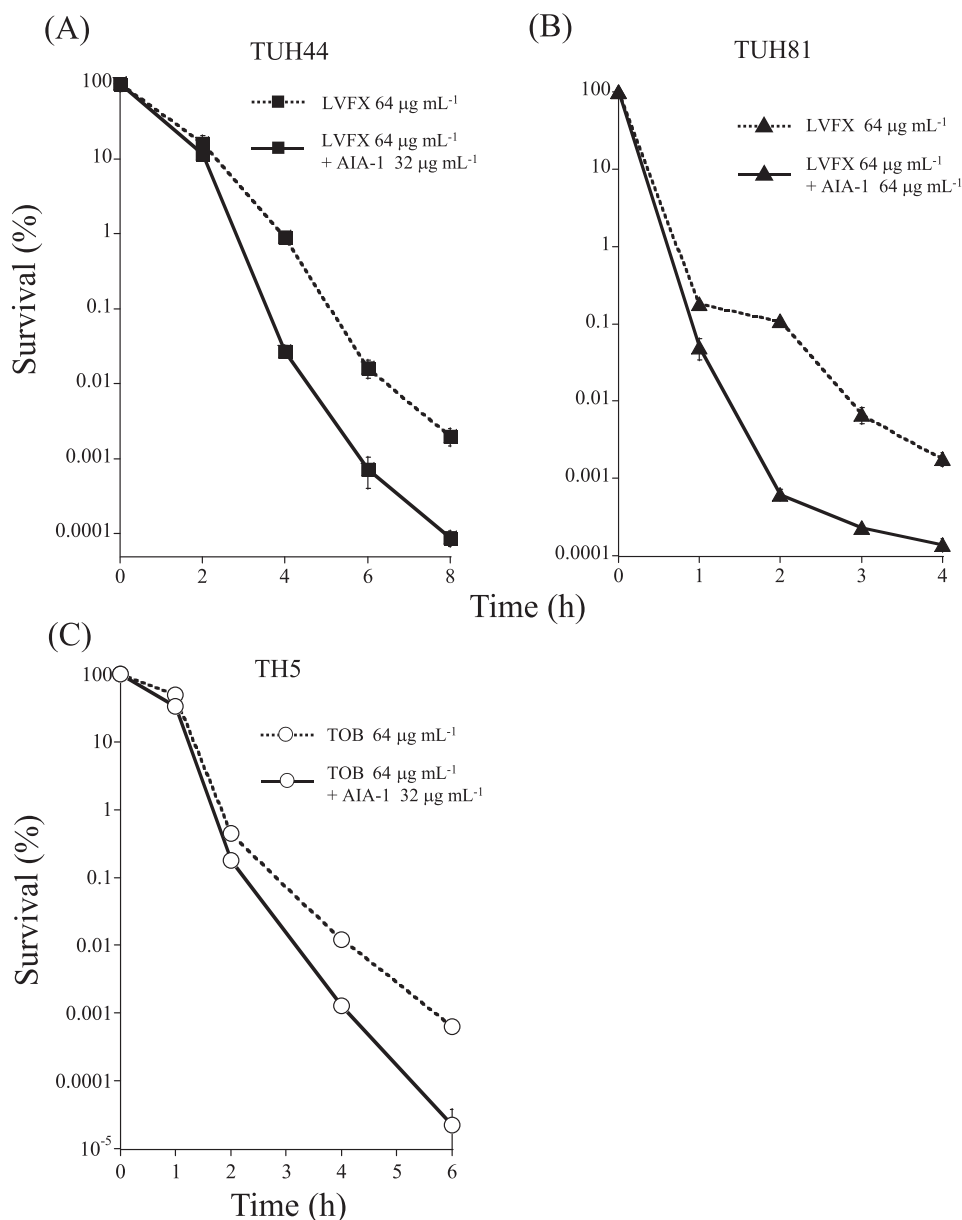 (A)
TUH44
100
10
1
0.1
0.01
0.001
0.0001
0 2 4 6 8
LVFX 64 μg mL-1
LVFX 64 μg mL-1
+ AIA-1 32 μg mL-1
Survival (%)
(B)
TUH81
100
10
1
0.1
0.01
0.001
0.0001
0 1 2 3 4
LVFX 64 μg mL-1
LVFX 64 μg mL-1
+ AIA-1 64 μg mL-1
Time (h)
(C)
TH5
100
10
1
0.1
0.01
0.001
0.0001
10-5
0 1 2 3 4 5 6
TOB 64 μg mL-1
TOB 64 μg mL-1
+ AIA-1 32 μg mL-1
Survival (%)
Time (h)